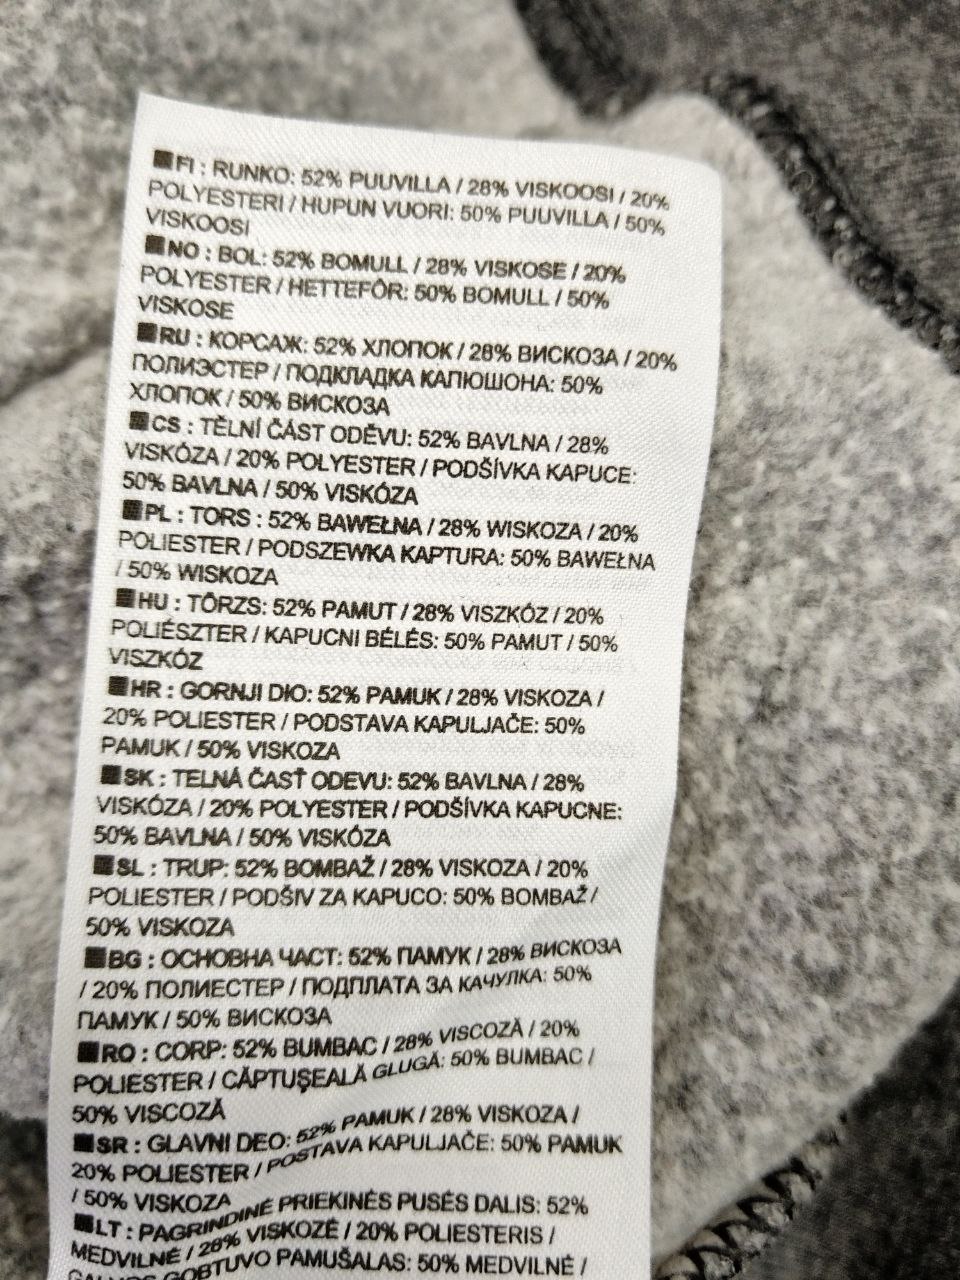 FI : RUNKO: 52% PUUVILLA / 28% VISKOOSI / 20%
POLYESTERI / HUPUN VUORI: 50% PUUVILLA / 50%
VISKOOSI
NO : BOL: 52% BOMULL / 28% VISKOSE / 20%
POLYESTER / HETTEFÔR: 50% BOMULL / 50%
VISKOSE
RU : КОРСАЖ: 52% ХЛОПОК / 28% ВИСКОЗА / 20%
ПОЛИЭСТЕР / ПОДКЛАДКА КАПЮШОНА: 50%
ХЛОПОК / 50% ВИСКОЗА
CS : TĚLNÍ ČÁST ODĚVU: 52% BAVLNA / 28%
VISKÓZA / 20% POLYESTER / PODŠÍVKA KAPUCE:
50% BAVLNA / 50% VISKÓZA
PL : TORS : 52% BAWEŁNA / 28% WISKOZA / 20%
POLIESTER / PODSZEWKA KAPTURA: 50% BAWEŁNA
/ 50% WISKOZA
HU : TÖRZS: 52% PAMUT / 28% VISZKÓZ / 20%
POLIÉSZTER / KAPUCNI BÉLÉS: 50% PAMUT / 50%
VISZKÓZ
HR : GORNJI DIO: 52% PAMUK / 28% VISKOZA /
20% POLIESTER / PODSTAVA KAPULJAČE: 50%
PAMUK / 50% VISKOZA
SK : TELNÁ ČASŤ ODEVU: 52% BAVLNA / 28%
VISKÓZA / 20% POLYESTER / PODŠÍVKA KAPUCNE:
50% BAVLNA / 50% VISKÓZA
SL : TRUP: 52% BOMBAŽ / 28% VISKOZA / 20%
POLIESTER / PODŠIV ZA KAPUCO: 50% BOMBAŽ /
50% VISKOZA
BG : ОСНОВНА ЧАСТ: 52% ПАМУК / 28% ВИСКОЗА
/ 20% ПОЛИЕСТЕР / ПОДПЛАТА ЗА КАЧУЛКА: 50%
ПАМУК / 50% ВИСКОЗА
RO : CORP: 52% BUMBAC / 28% VISCOZĂ / 20%
POLIESTER / CĂPTUŞEALĂ GLUGĂ: 50% BUMBAC /
50% VISCOZĂ
SR : GLAVNI DEO: 52% PAMUK / 28% VISKOZA /
20% POLIESTER / POSTAVA KAPULJAČE: 50% PAMUK
/ 50% VISKOZA
LT : PAGRINDINĖ PRIEKINĖS PUSĖS DALIS: 52%
MEDVILNĖ / 28% VISKOZĖ / 20% POLIESTERIS /
GOBTUVO PAMUŠALAS: 50% MEDVILNĖ /